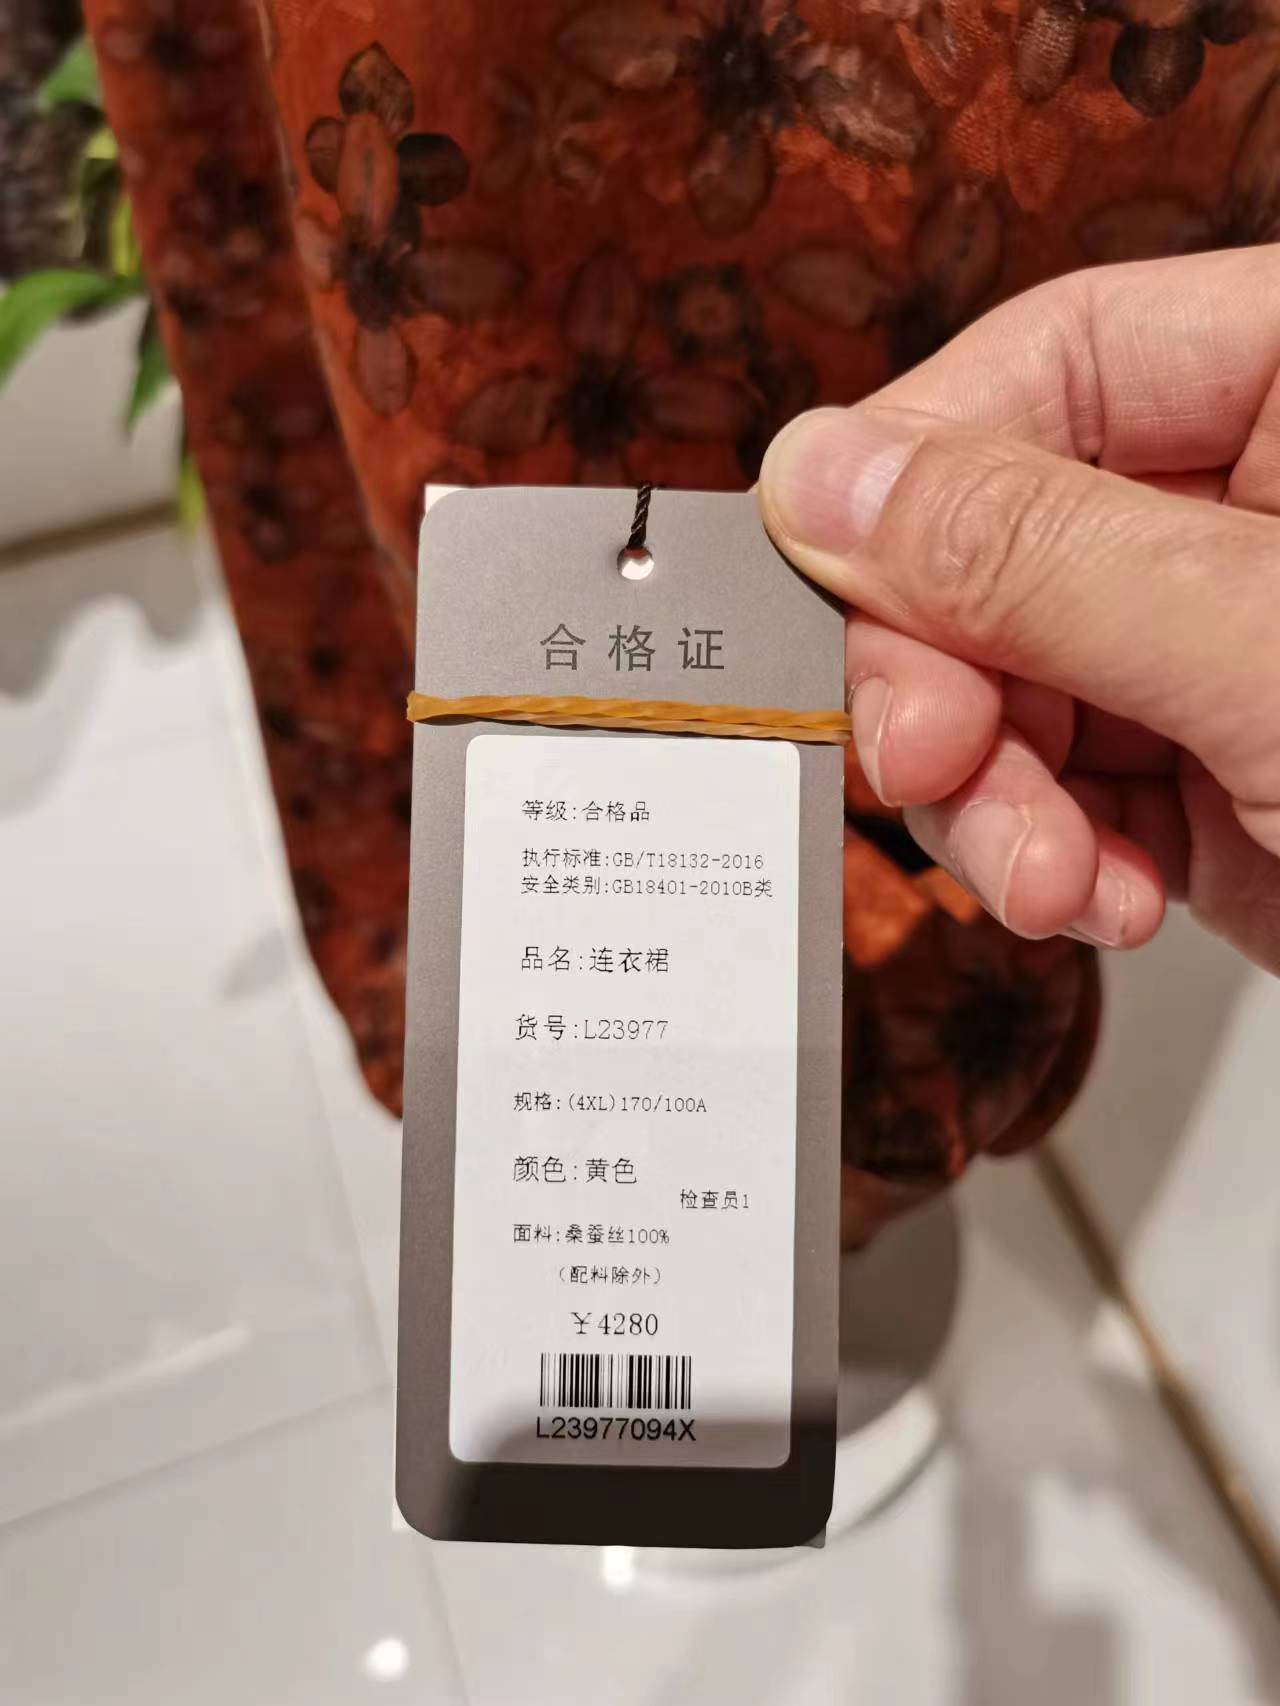 合格证
等级:合格品
执行标准:GB/T18132-2016
安全类别:GB18401-2010B类
品名:连衣裙
货号:L23977
规格:(4XL)170/100A
颜色:黄色
检查员1
面料:桑蚕丝100%
(配料除外)
¥4280
L23977094X